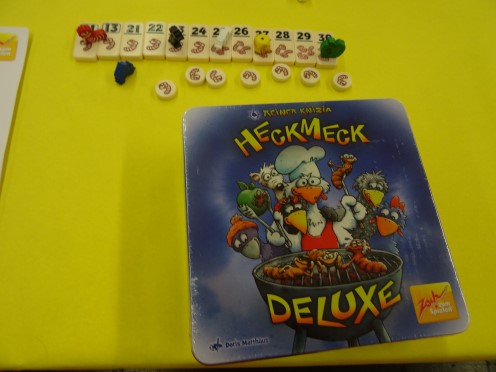 13 21 22 24 26 27 28 29 30
REINER KNIZIA
HECKMECK
DELUXE
Zoch
Doris Matthäus